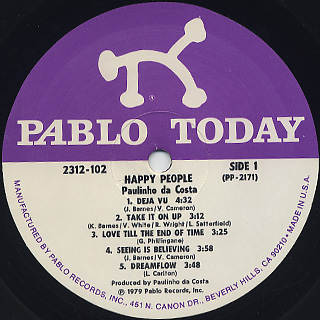 ®
PABLO TODAY
2312-102
HAPPY PEOPLE
SIDE 1
Paulinho da Costa
(PP-2171)
1. DEJA VU 4:32
(J. Barnes/V. Cameron)
2. TAKE IT ON UP 3:12
(K. Barnes/V. White/R. Wright/L. Satterfield)
3. LOVE TILL THE END OF TIME 3:25
(G. Phillingane)
4. SEEING IS BELIEVING 3:58
(J. Barnes/V. Cameron)
5. DREAMFLOW 3:48
(L. Carlton)
Produced by Paulinho da Costa
℗ 1979 Pablo Records, Inc.
MANUFACTURED BY PABLO RECORDS, INC., 451 N. CANON DR., BEVERLY HILLS, CA 90210 • MADE IN U.S.A.